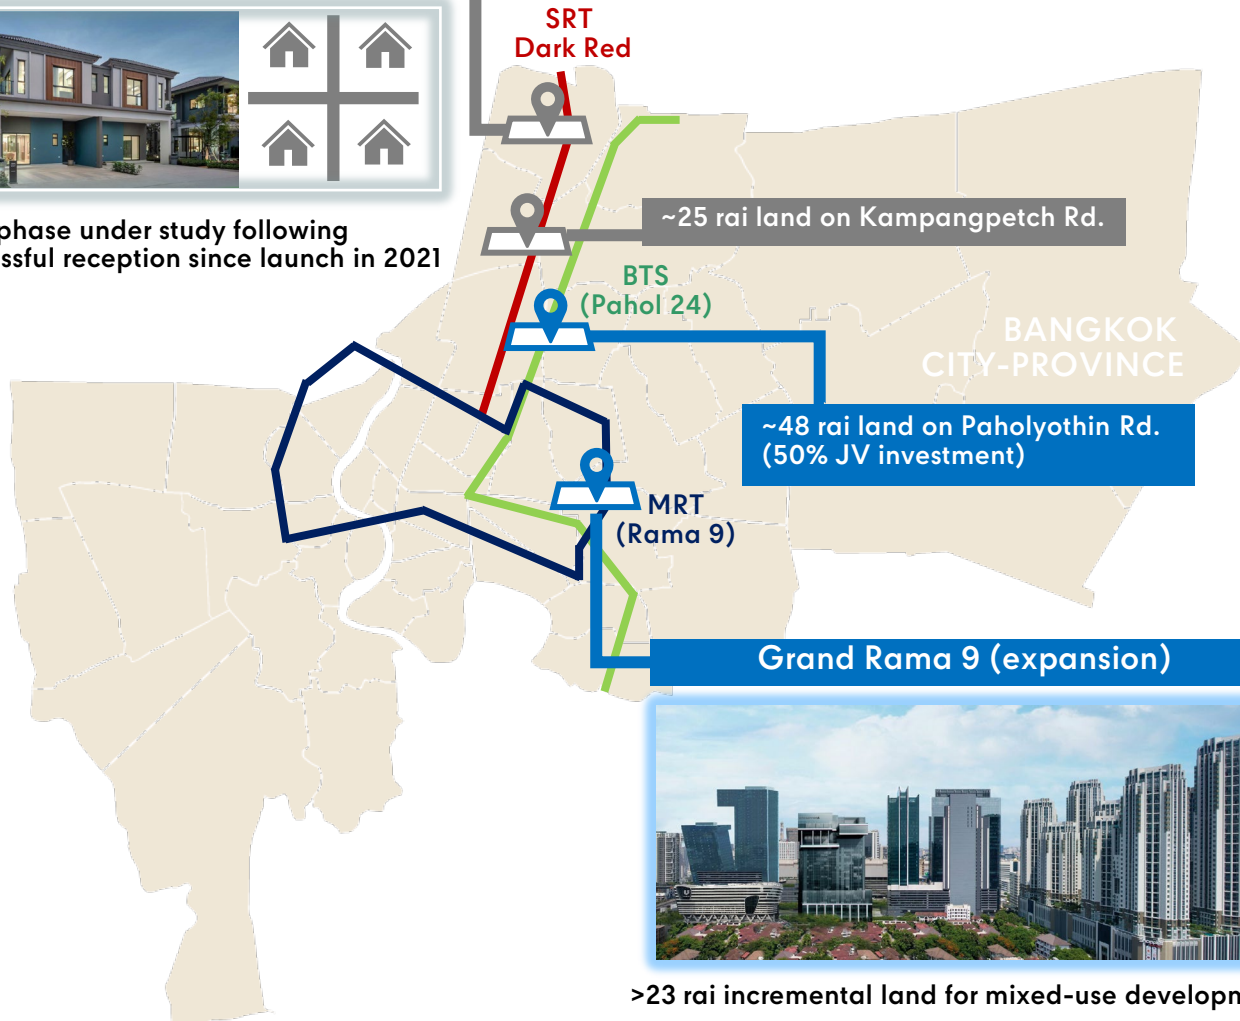 SRT
Dark Red
~25 rai land on Kampangpetch Rd.
phase under study following
ssful reception since launch in 2021
BTS
(Pahol 24)
BANGKOK
CITY-PROVINCE
~48 rai land on Paholyothin Rd.
(50% JV investment)
MRT
(Rama 9)
Grand Rama 9 (expansion)
>23 rai incremental land for mixed-use developm